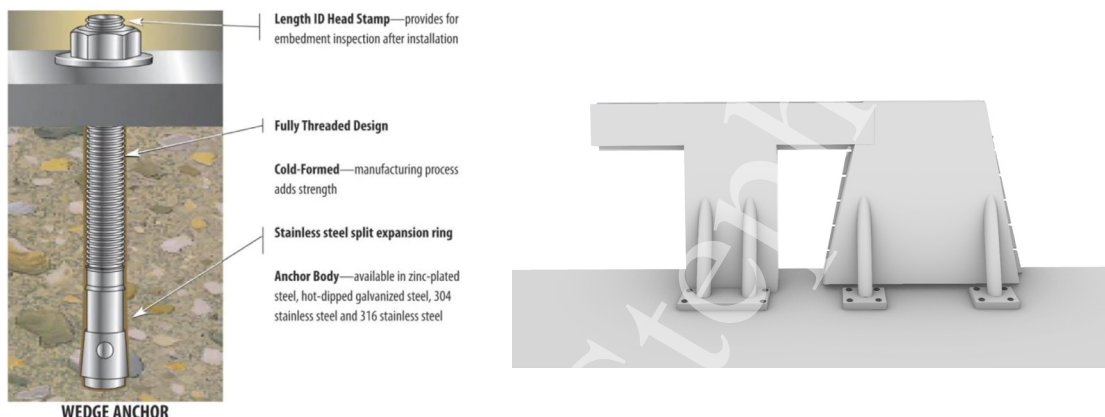 Length ID Head Stamp—provides for
embedment inspection after installation
Fully Threaded Design
Cold-Formed—manufacturing process
adds strength
Stainless steel split expansion ring
Anchor Body—available in zinc-plated
steel, hot-dipped galvanized steel, 304
stainless steel and 316 stainless steel
WEDGE ANCHOR